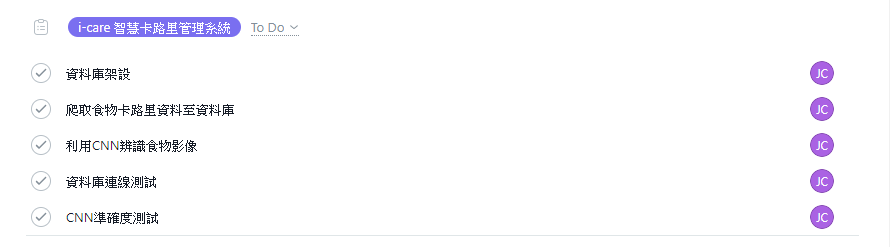 i-care 智慧卡路里管理系統 To Do
資料庫架設 JC
爬取食物卡路里資料至資料庫 JC
利用CNN辨識食物影像 JC
資料庫連線測試 JC
CNN準確度測試 JC